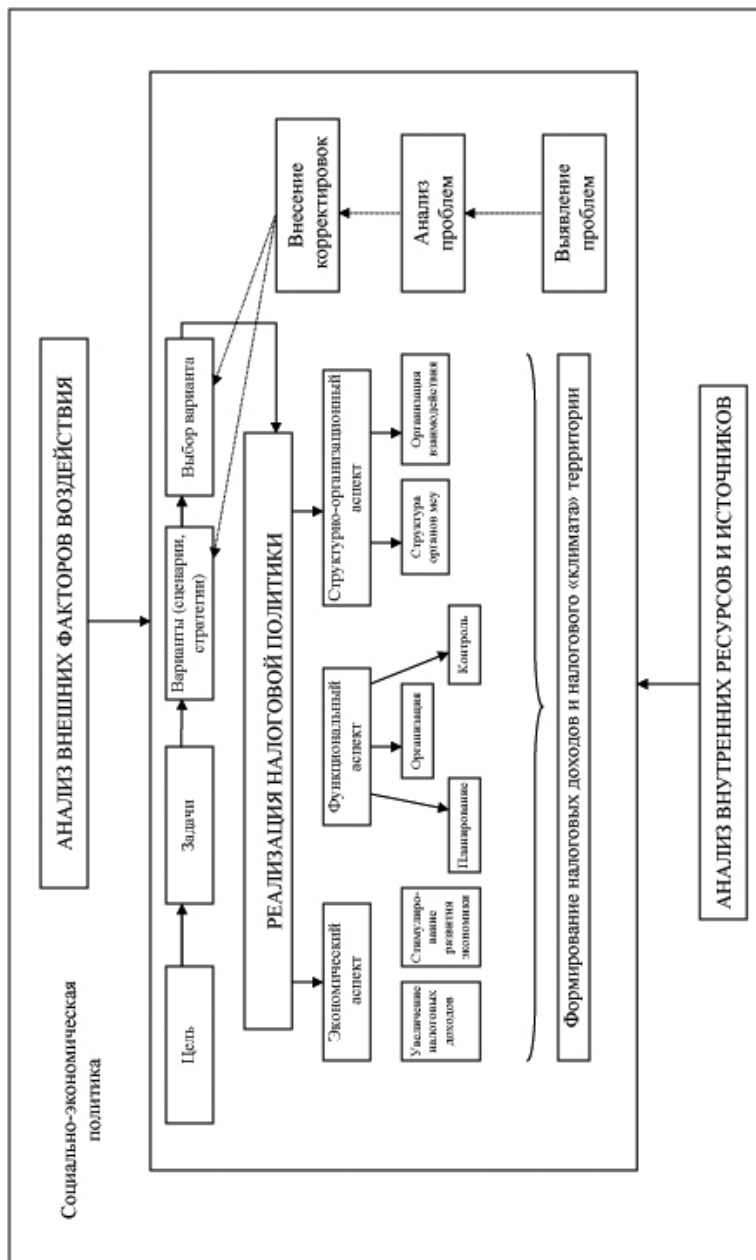 Социально-экономическая
политика
АНАЛИЗ ВНЕШНИХ ФАКТОРОВ ВОЗДЕЙСТВИЯ
Цель
Задачи
Варианты (сценарии,
стратегии)
Выбор варианта
Внесение
корректировок
РЕАЛИЗАЦИЯ НАЛОГОВОЙ ПОЛИТИКИ
Экономический
аспект
Функциональный
аспект
Структурно-организационный
аспект
Анализ
проблем
Увеличение
налоговых
доходов
Стимулиро-
вание
развития
экономики
Планирование
Организация
Контроль
Структура
органов мсу
Организация
взаимодействия
Выявление
проблем
Формирование налоговых доходов и налогового «климата» территории
АНАЛИЗ ВНУТРЕННИХ РЕСУРСОВ И ИСТОЧНИКОВ